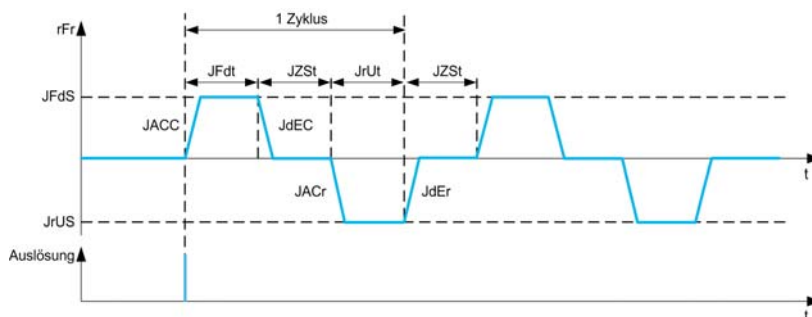 1 Zyklus
rFr
JFdt JZSt JrUt JZSt
JFdS
JACC JdEC
t
JACr JdEr
JrUS
Auslösung
t